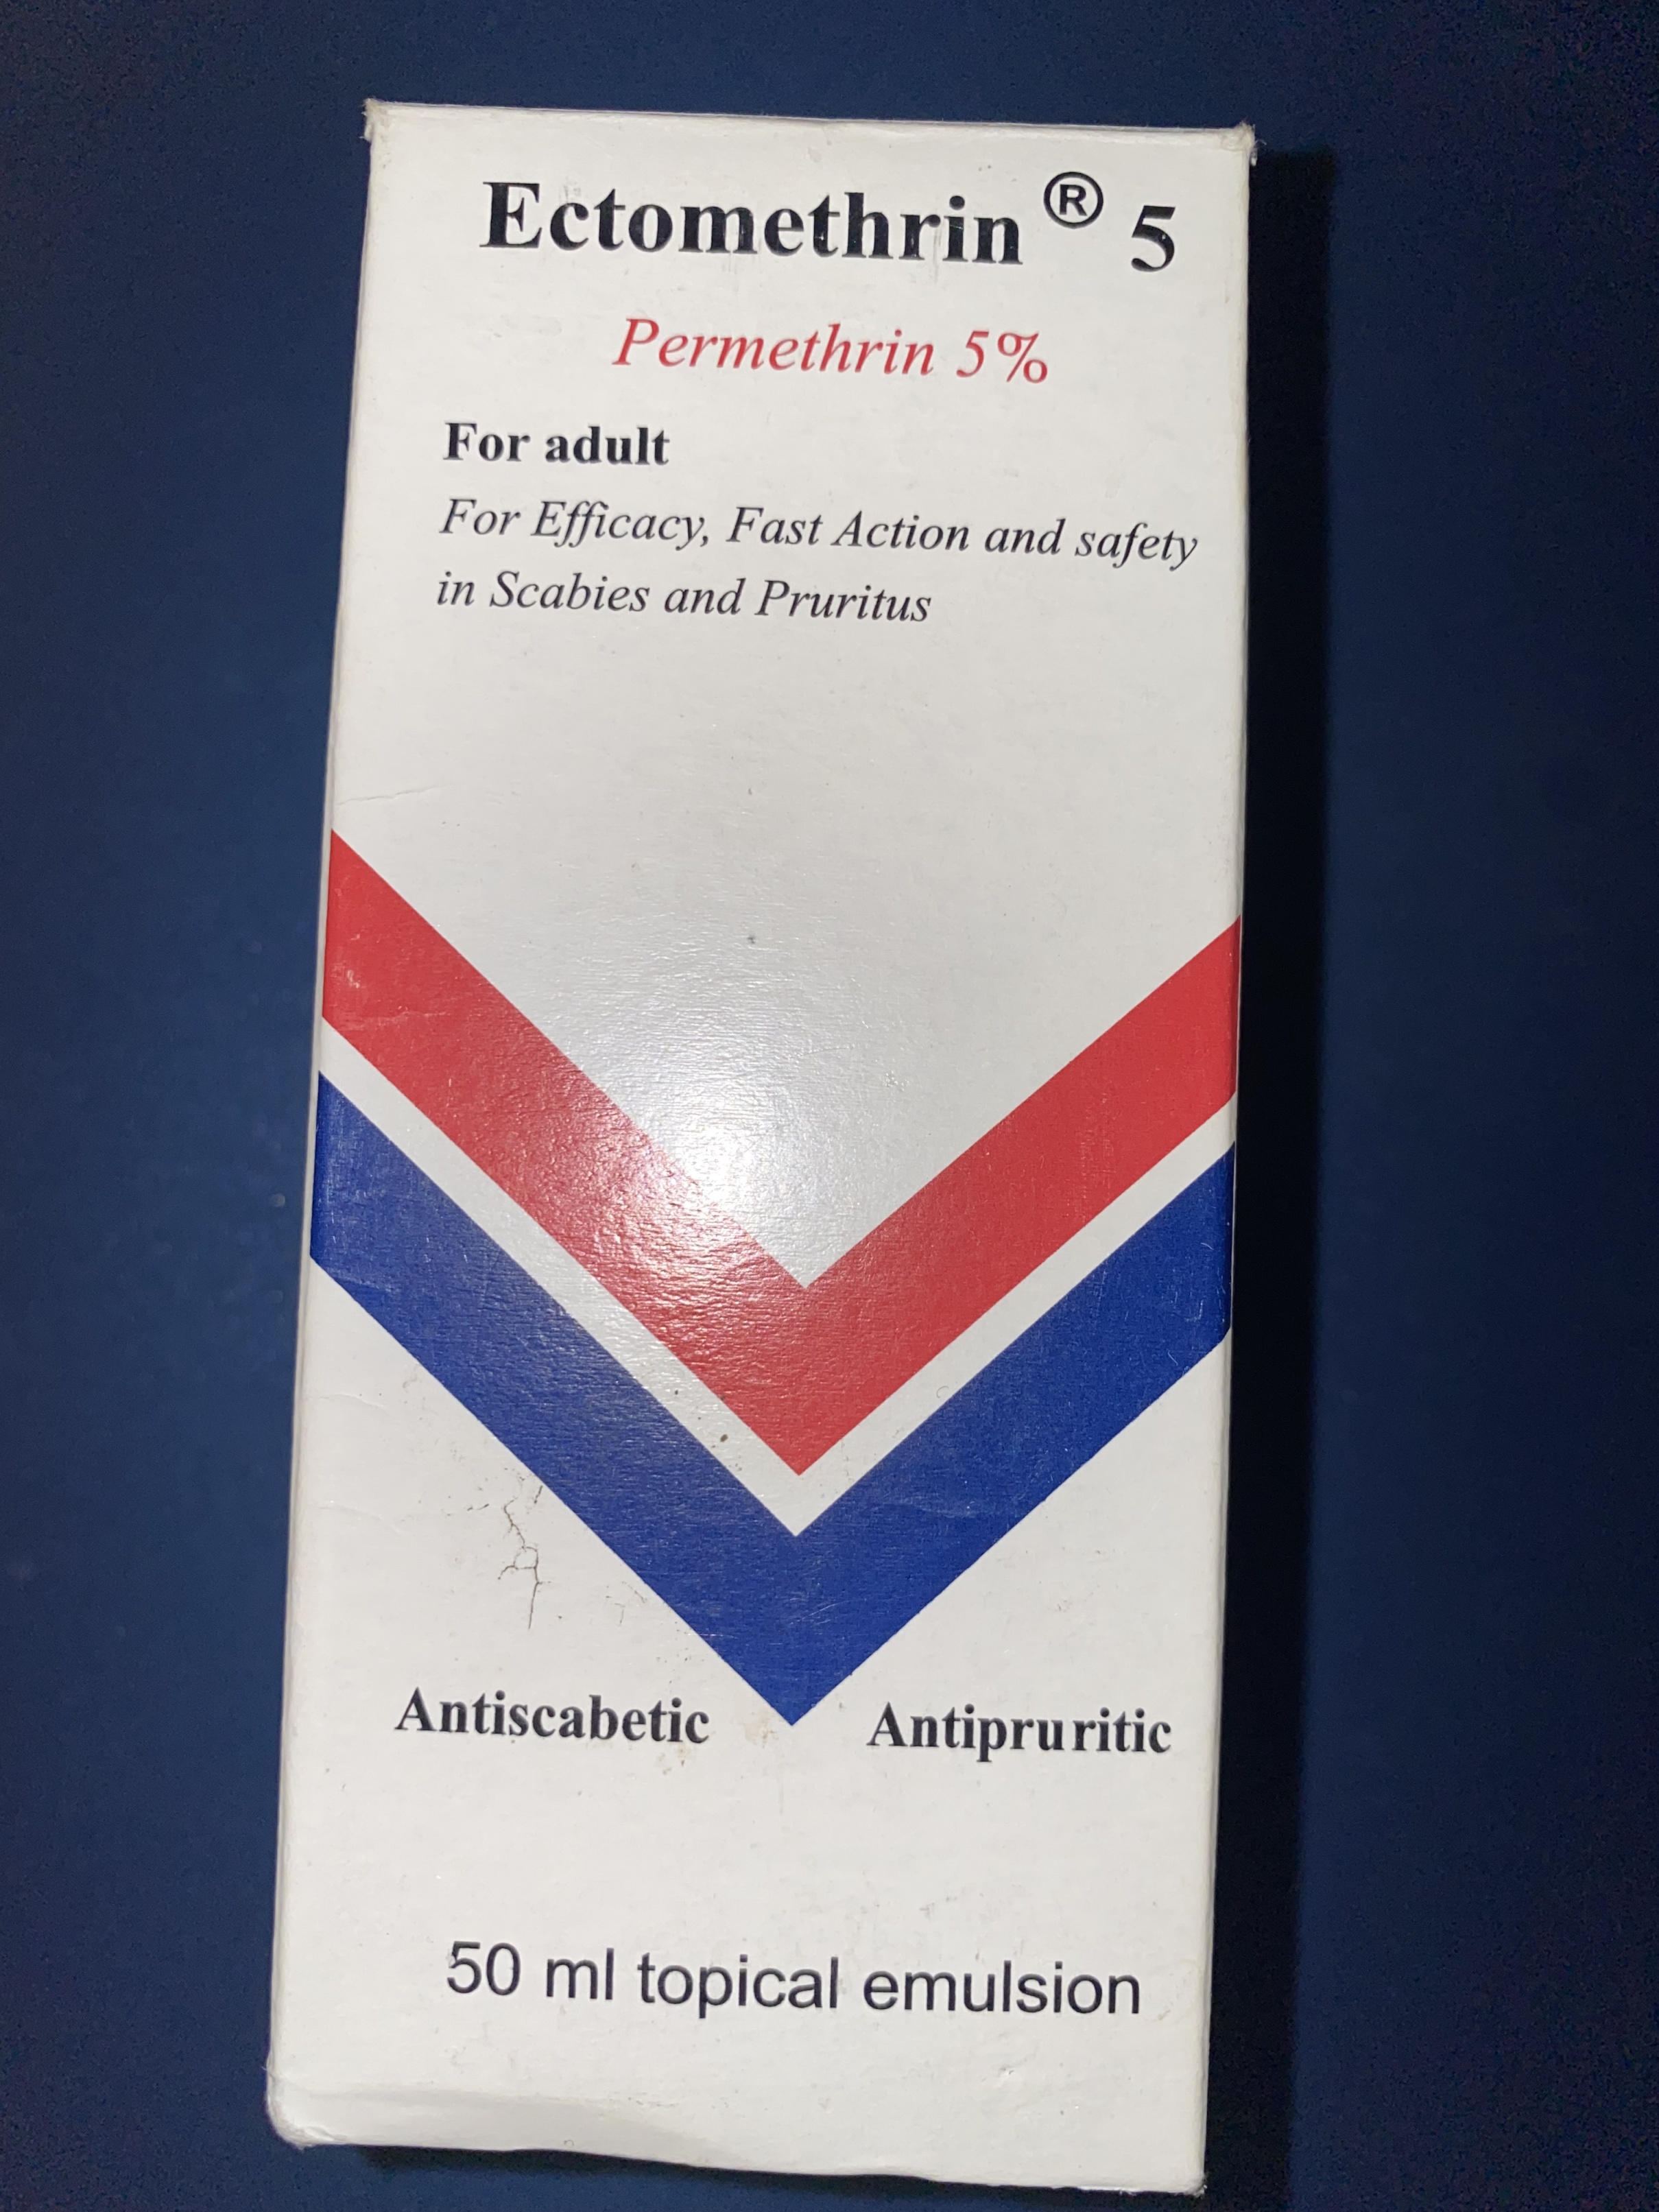 Ectomethrin® 5
Permethrin 5%
For adult
For Efficacy, Fast Action and safety
in Scabies and Pruritus
Antiscabetic Antipruritic
50 ml topical emulsion